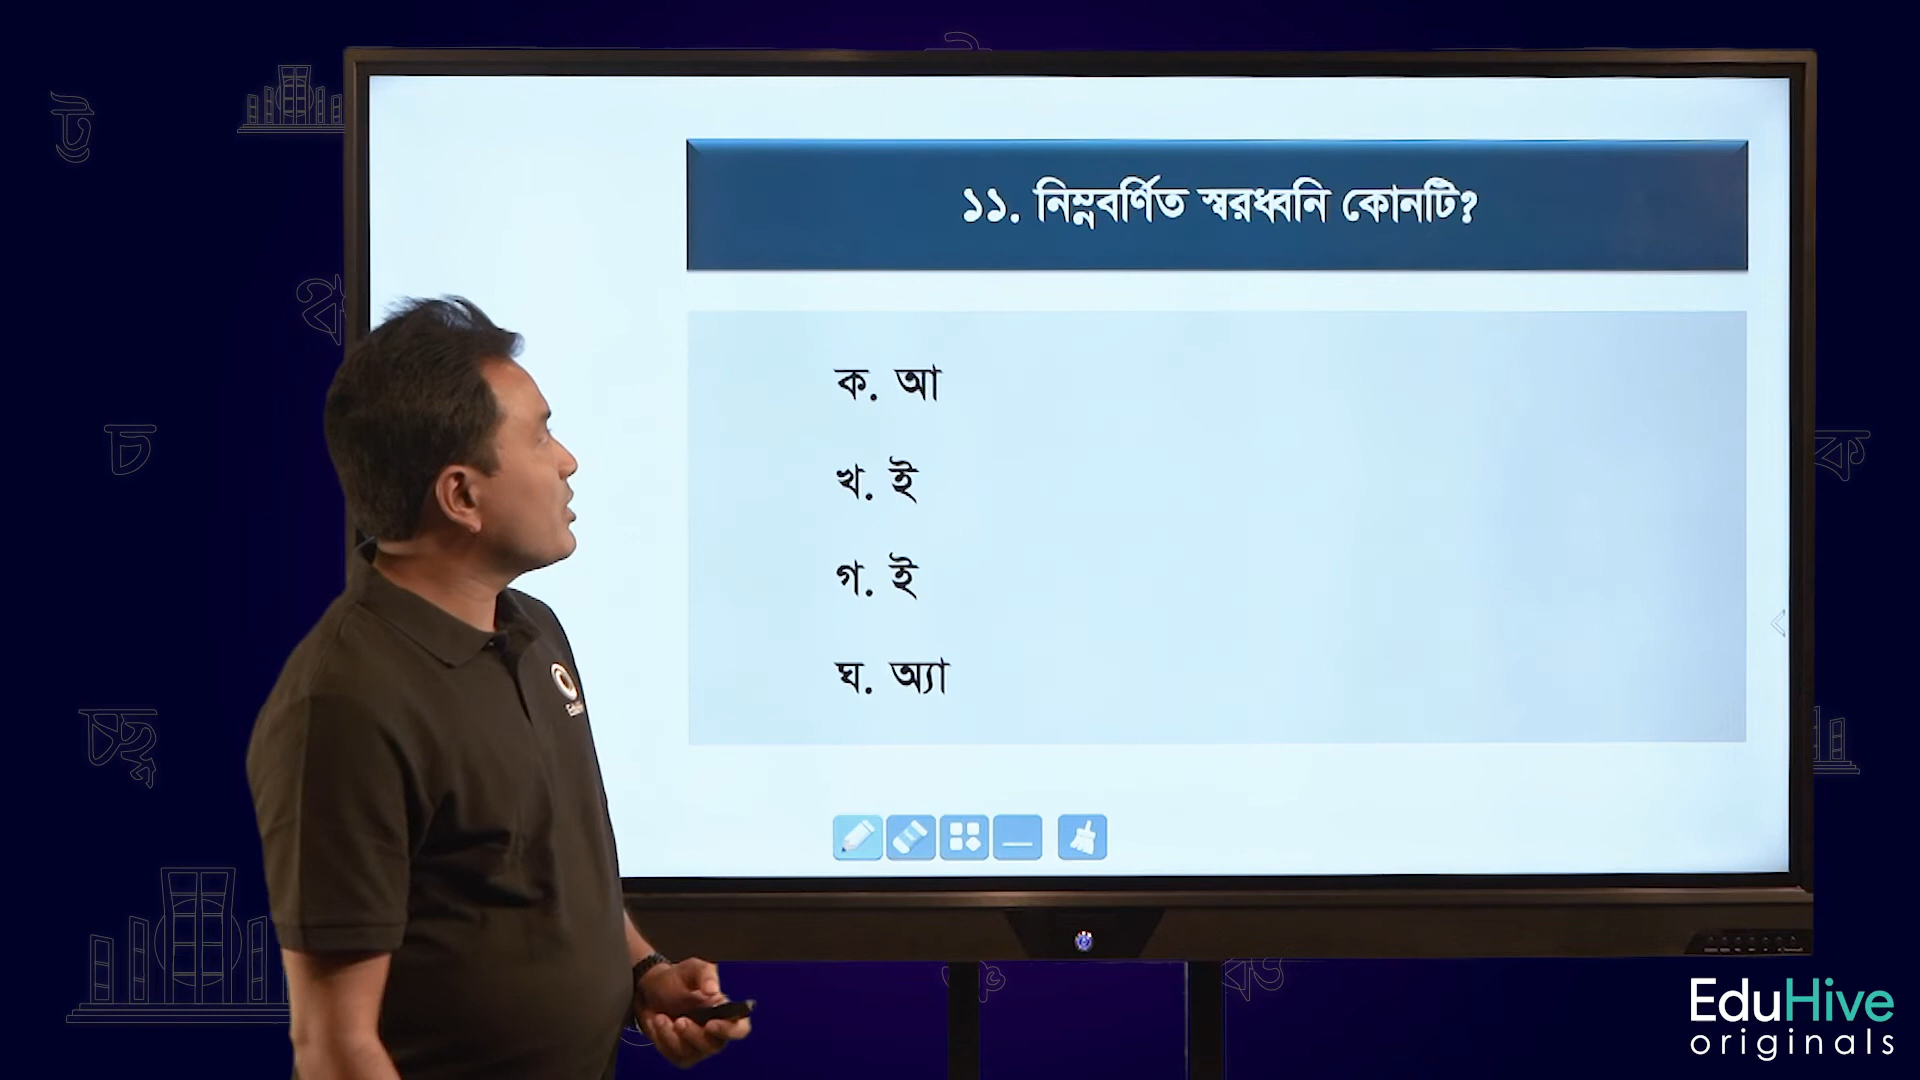 ১১. নিম্নবর্ণিত স্বরধ্বনি কোনটি?
ক. আ
খ. ই
গ. ই
ঘ. অ্যা
EduHive
originals